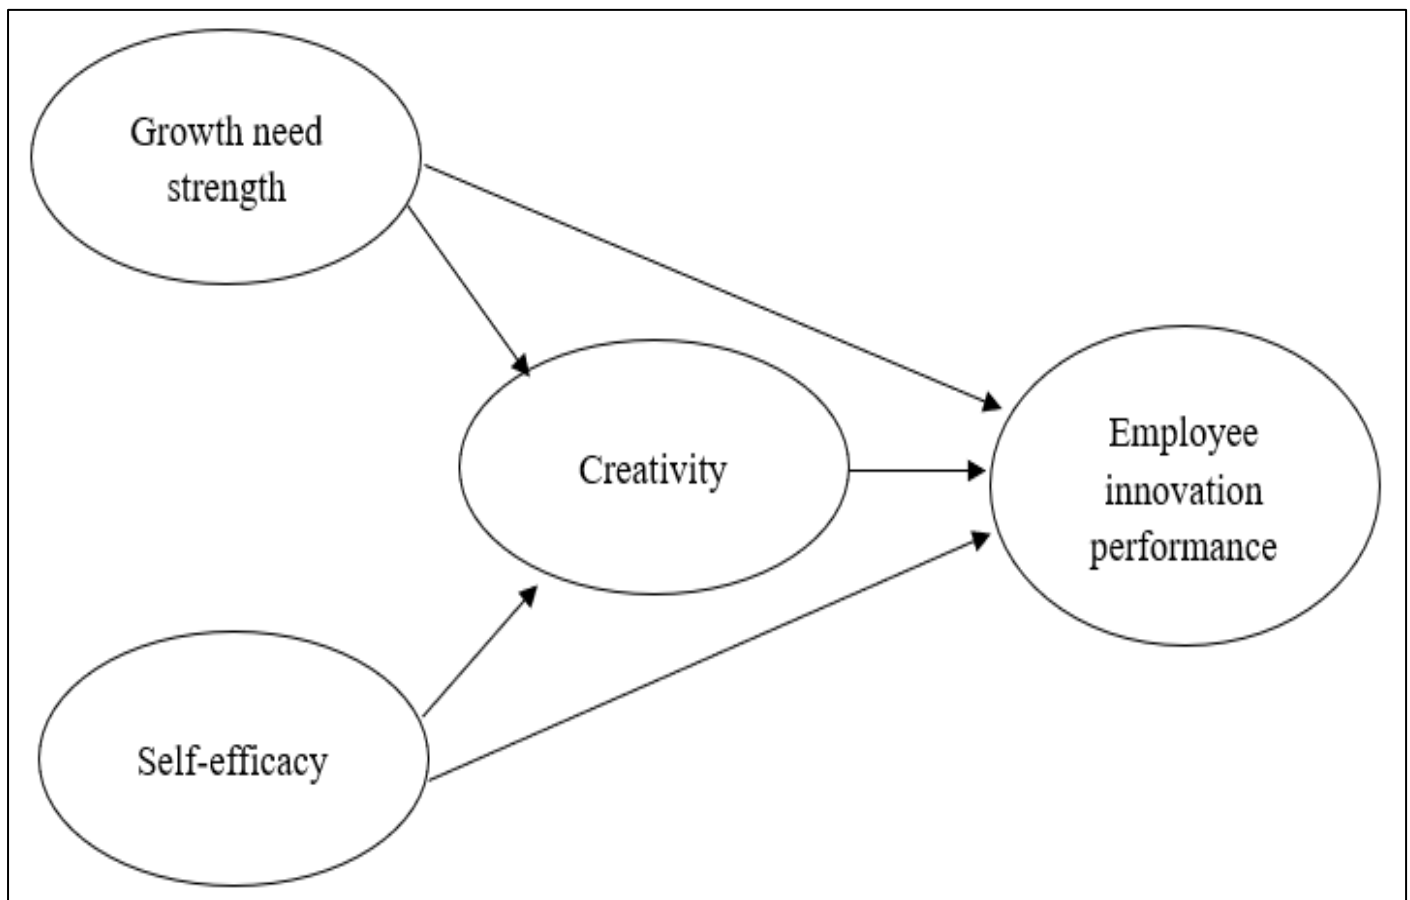 Growth need
strength
Creativity
Employee
innovation
performance
Self-efficacy